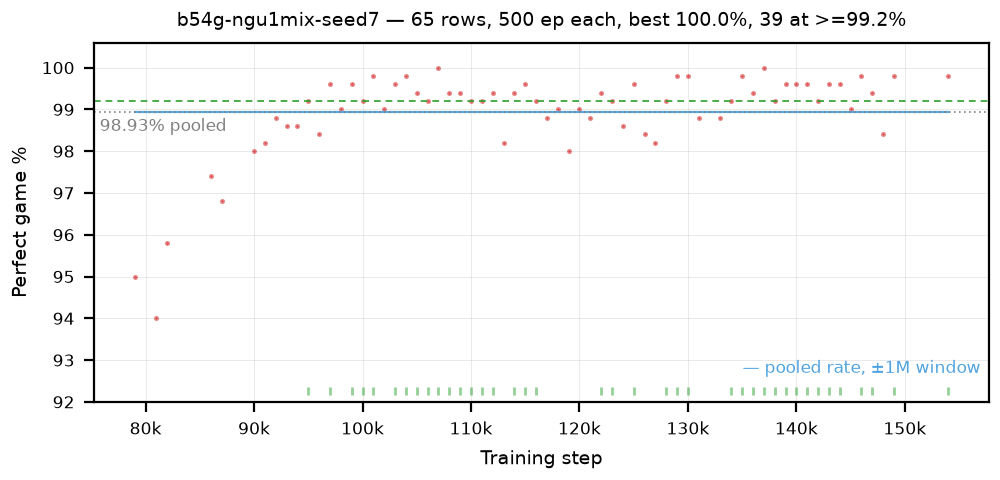 b54g-ngu1mix-seed7 — 65 rows, 500 ep each, best 100.0%, 39 at >=99.2%
Perfect game %
100
99
98
97
96
95
94
93
92
98.93% pooled
— pooled rate, ±1M window
80k
90k
100k
110k
120k
130k
140k
150k
Training step